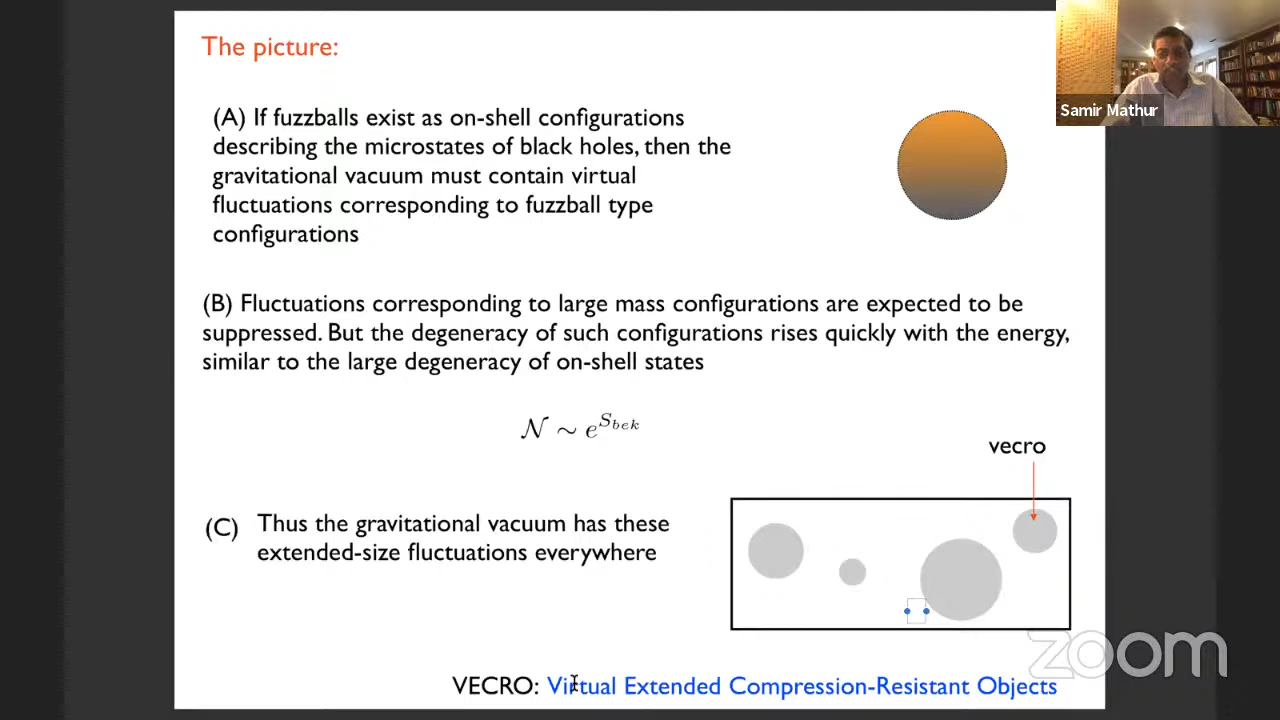 The picture:
Samir Mathur
(A) If fuzzballs exist as on-shell configurations
describing the microstates of black holes, then the
gravitational vacuum must contain virtual
fluctuations corresponding to fuzzball type
configurations
(B) Fluctuations corresponding to large mass configurations are expected to be
suppressed. But the degeneracy of such configurations rises quickly with the energy,
similar to the large degeneracy of on-shell states
𝒩 ~ e^{S_{bek}}
vecro
(C) Thus the gravitational vacuum has these
extended-size fluctuations everywhere
zoom
VECRO: Virtual Extended Compression-Resistant Objects